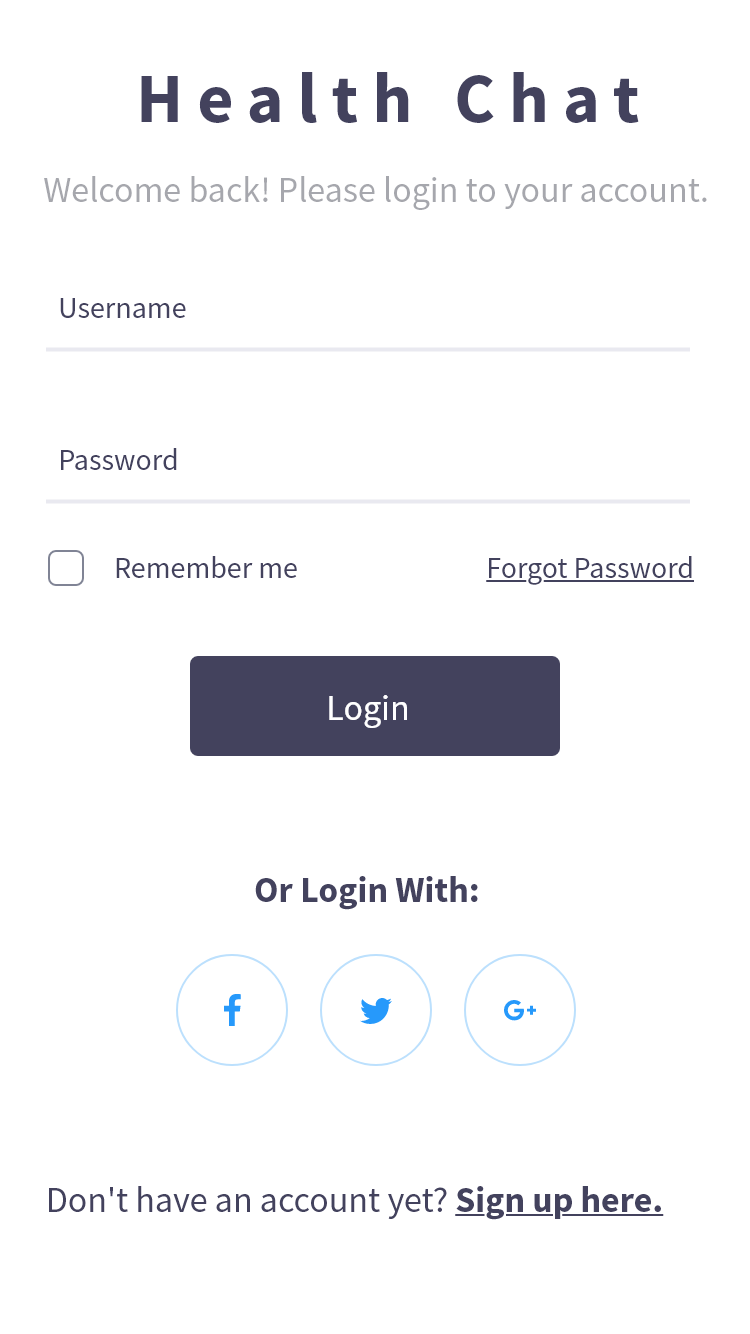 Health Chat
Welcome back! Please login to your account.
Username
Password
Remember me
Forgot Password
Login
Or Login With:
f
G+
Don't have an account yet? Sign up here.